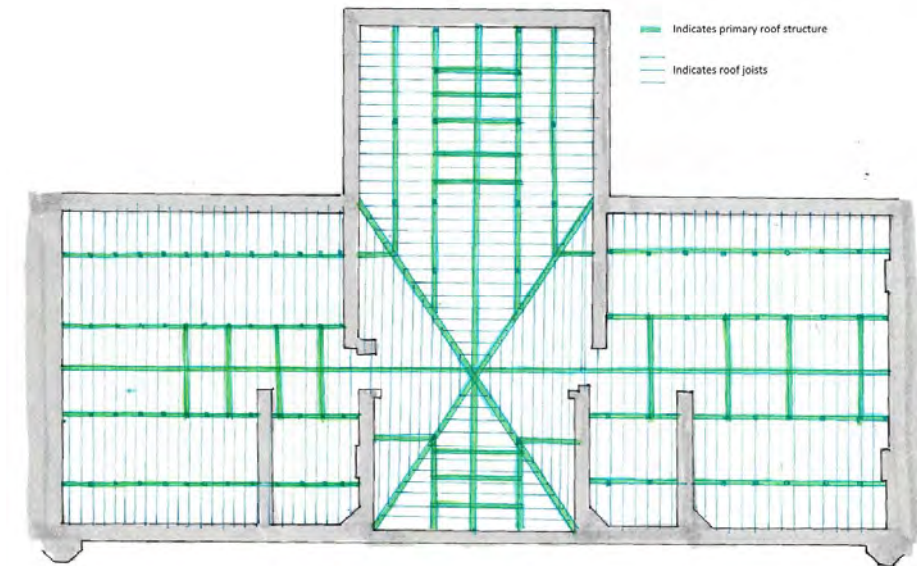 Indicates primary roof structure
Indicates roof joists